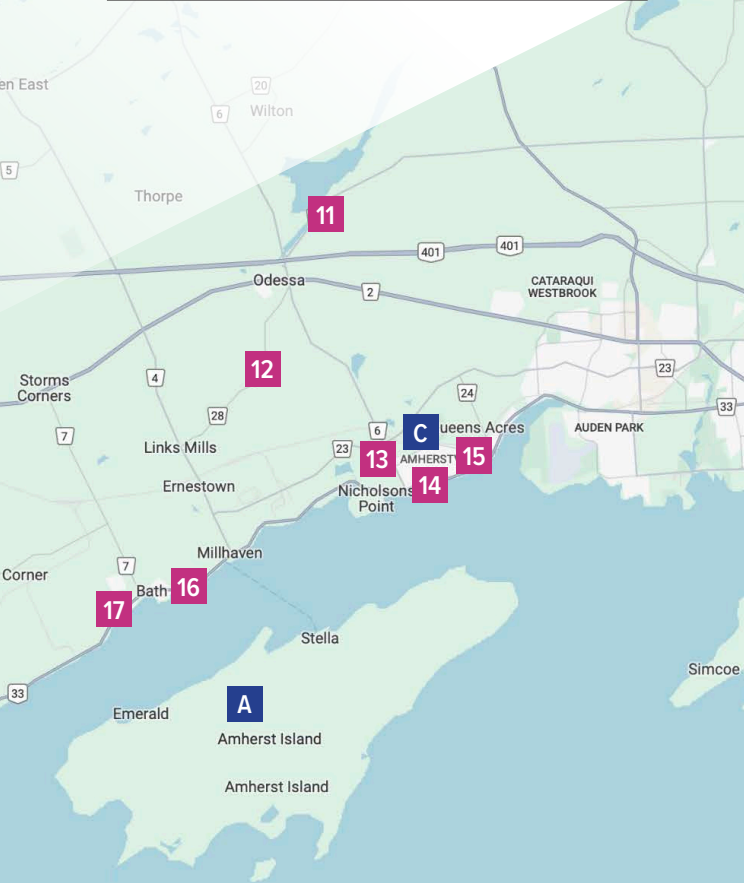 en East
20
6
Wilton
5
Thorpe
11
401
401
Odessa
2
CATARAQUI
WESTBROOK
12
4
Storms
Corners
23
24
28
33
7
C
ueens Acres
AUDEN PARK
6
Links Mills
23
13
AMHERST
15
Ernestown
14
Nicholsons
Point
Millhaven
7
Corner
Bath
16
17
Stella
Simcoe
33
A
Emerald
Amherst Island
Amherst Island